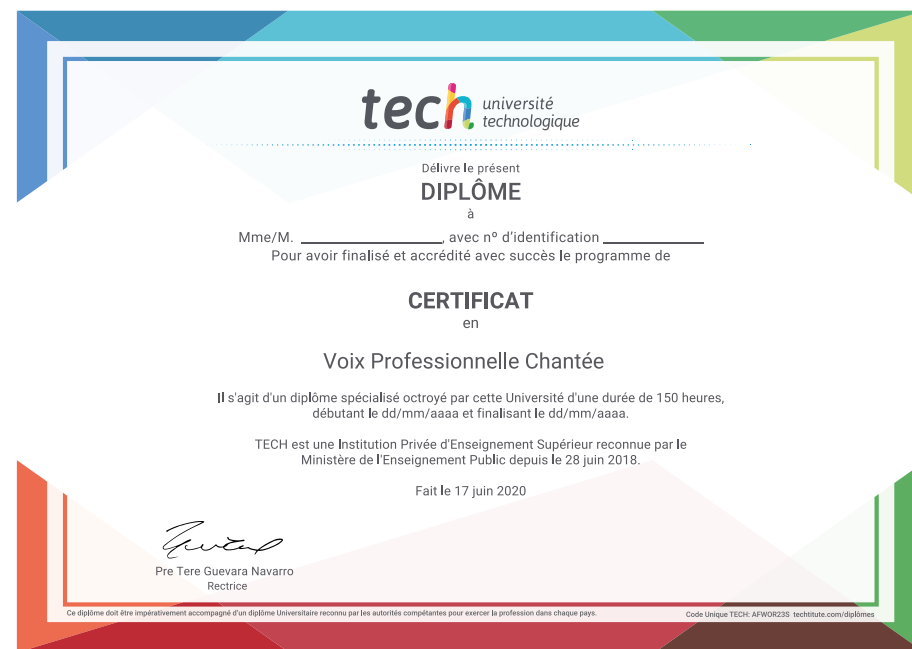 tech université
technologique
Délivre le présent
DIPLÔME
à
Mme/M. ____________________, avec nº d'identification ______________
Pour avoir finalisé et accrédité avec succès le programme de
CERTIFICAT
en
Voix Professionnelle Chantée
Il s'agit d'un diplôme spécialisé octroyé par cette Université d'une durée de 150 heures,
débutant le dd/mm/aaaa et finalisant le dd/mm/aaaa.
TECH est une Institution Privée d'Enseignement Supérieur reconnue par le
Ministère de l'Enseignement Public depuis le 28 juin 2018.
Fait le 17 juin 2020
Pre Tere Guevara Navarro
Rectrice
Ce diplôme doit être impérativement accompagné d'un diplôme Universitaire reconnu par les autorités compétantes pour exercer la profession dans chaque pays.
Code Unique TECH: AFWOR23S techtitute.com/diplômes